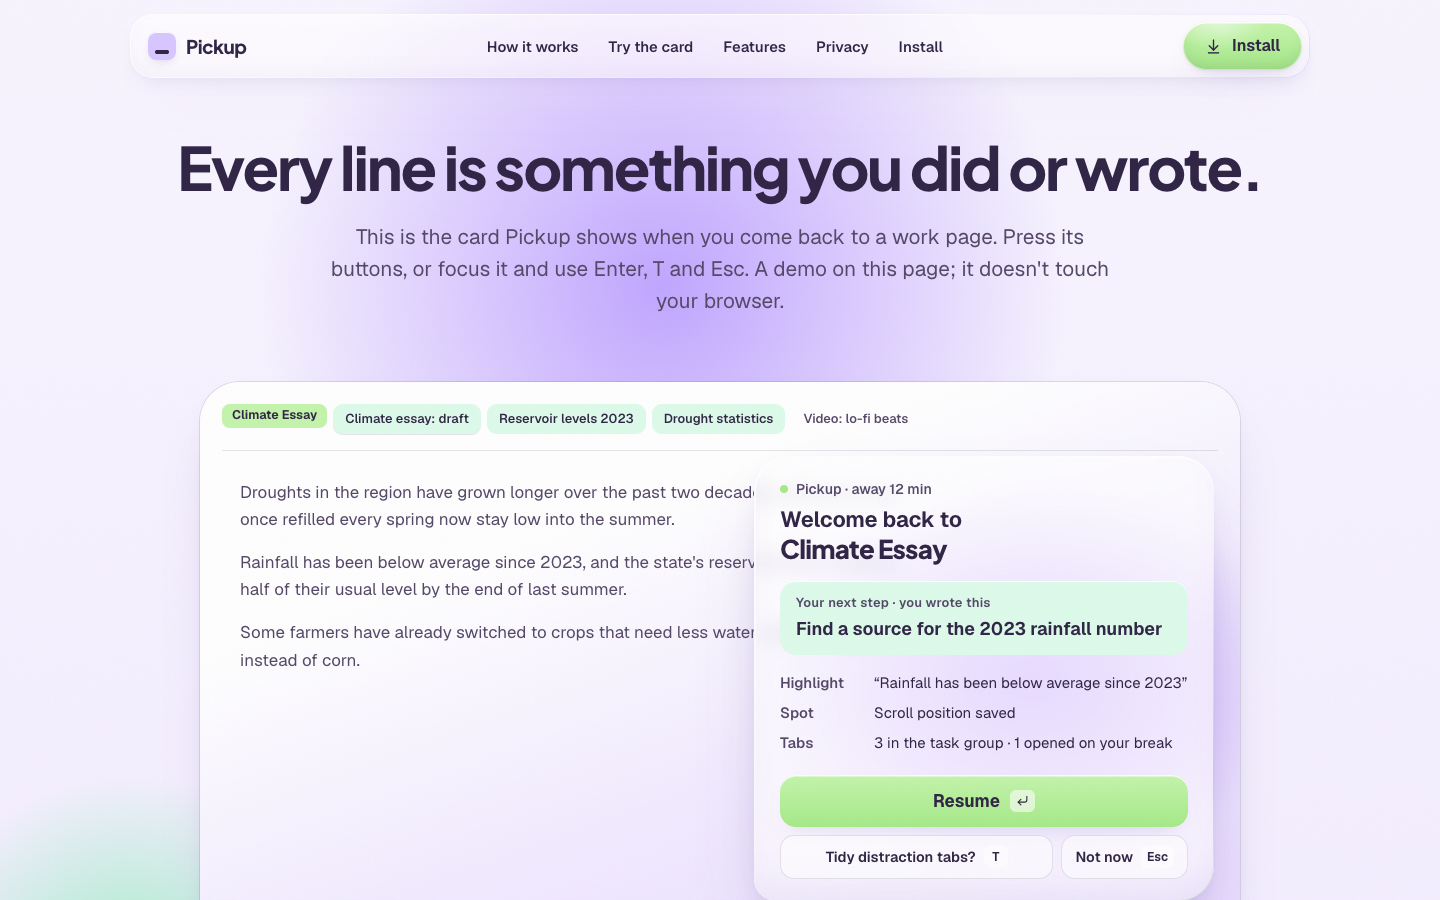 Pickup
How it works
Try the card
Features
Privacy
Install
Install
Every line is something you did or wrote.
This is the card Pickup shows when you come back to a work page. Press its
buttons, or focus it and use Enter, T and Esc. A demo on this page; it doesn't touch
your browser.
Climate Essay
Climate essay: draft
Reservoir levels 2023
Drought statistics
Video: lo-fi beats
Droughts in the region have grown longer over the past two
once refilled every spring now stay low into the summer.
Rainfall has been below average since 2023, and the state's
half of their usual level by the end of last summer.
Some farmers have already switched to crops that need less water
instead of corn.
Pickup · away 12 min
Welcome back to
Climate Essay
Your next step · you wrote this
Find a source for the 2023 rainfall number
Highlight “Rainfall has been below average since 2023”
Spot Scroll position saved
Tabs 3 in the task group · 1 opened on your break
Resume
Tidy distraction tabs? T
Not now Esc